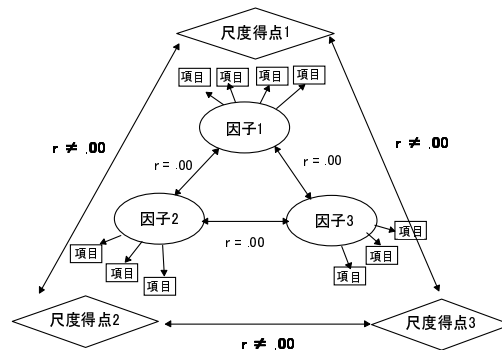 尺度得点1
項目 項目 項目 項目
因子1
r ≠ .00
r ≠ .00
r = .00
r = .00
因子2
因子3
r = .00
項目
項目
項目
項目
項目
項目
尺度得点2
尺度得点3
r ≠ .00